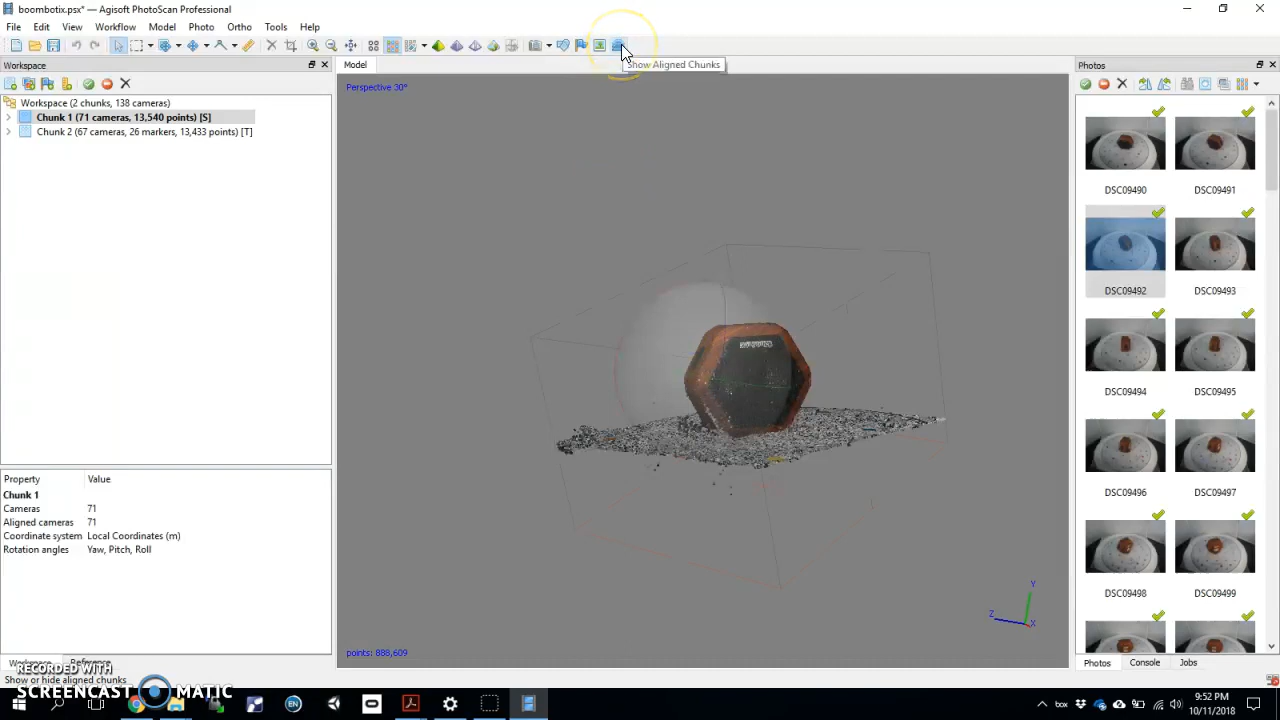 boombotix.psx* — Agisoft PhotoScan Professional
File Edit View Workflow Model Photo Ortho Tools Help
Show Aligned Chunks
Workspace
Model
Photos
Perspective 30°
Workspace (2 chunks, 138 cameras)
Chunk 1 (71 cameras, 13,540 points) [S]
Chunk 2 (67 cameras, 26 markers, 13,433 points) [T]
DSC09490 DSC09491
DSC09492 DSC09493
DSC09494 DSC09495
DSC09496 DSC09497
DSC09498 DSC09499
Property Value
Chunk 1
Cameras 71
Aligned cameras 71
Coordinate system Local Coordinates (m)
Rotation angles Yaw, Pitch, Roll
Y
Z
X
points: 888,609
Photos Console Jobs
RECORDED WITH
Show or hide aligned chunks
SCREENCAST MATIC
EN
box
9:52 PM
10/11/2018